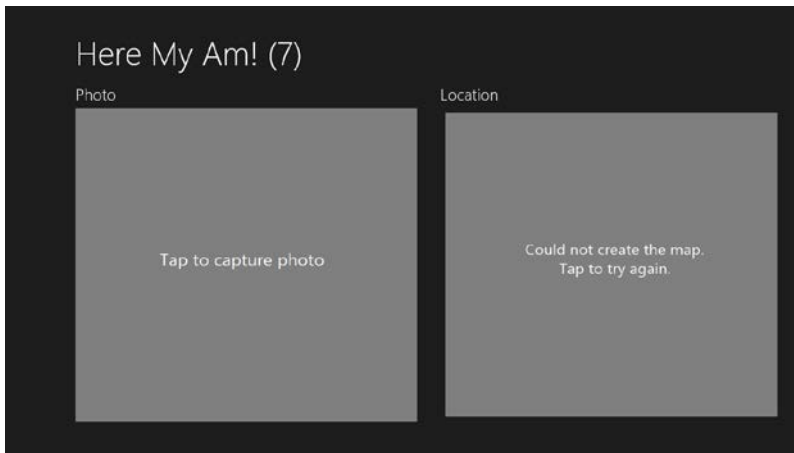 Here My Am! (7)
Photo
Location
Tap to capture photo
Could not create the map.
Tap to try again.